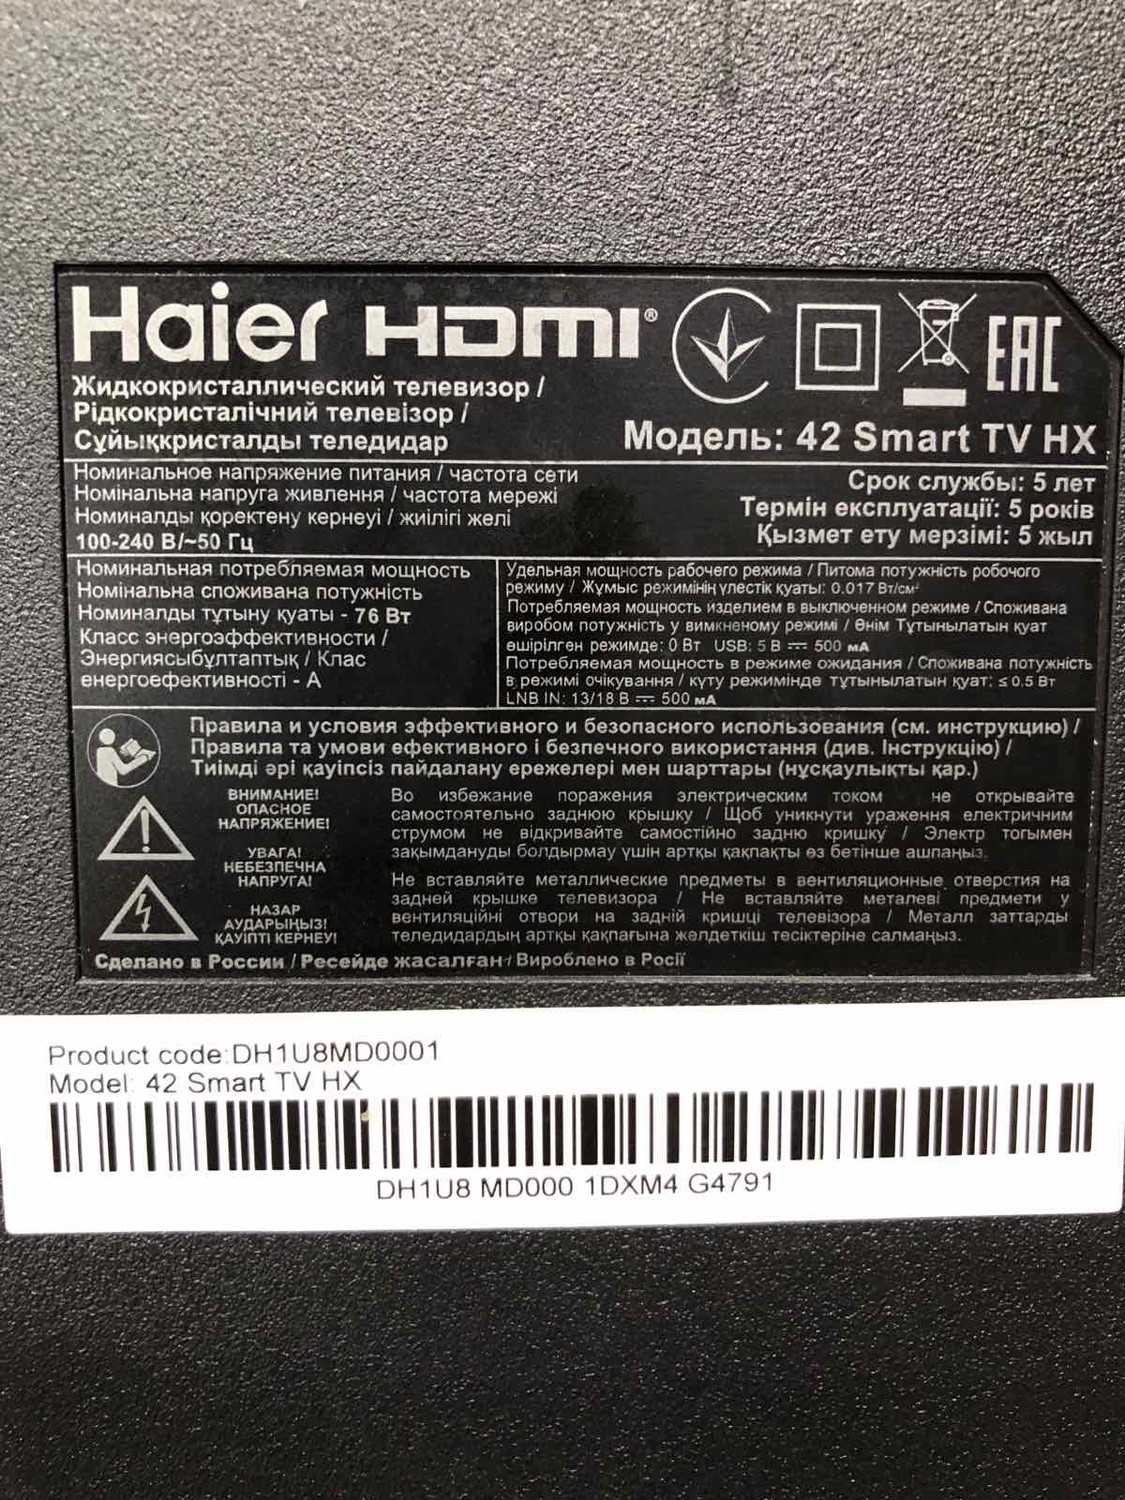 Haier HDMI® EAC
Жидкокристаллический телевизор /
Рідкокристалічний телевізор /
Сұйыққкристалды теледидар
Модель: 42 Smart TV HX
Номинальное напряжение питания / частота сети
Номінальна напруга живлення / частота мережі
Номиналды қоректену кернеуі / жиілігі желі
100-240 В/~50 Гц
Срок службы: 5 лет
Термін експлуатації: 5 років
Қызмет ету мерзімі: 5 жыл
Номинальная потребляемая мощность
Номінальна споживана потужність
Номиналды тұтыну қуаты - 76 Вт
Класс энергоэффективности /
Энергиясыбұлтаптық / Клас
енергоефективності - А
Удельная мощность рабочего режима / Питома потужність робочого
режиму / Жұмыс режимінің үлестік қуаты: 0.017 Вт/см²
Потребляемая мощность изделием в выключенном режиме / Споживана
виробом потужність у вимкненому режимі / Өнім Тұтынылатын қуат
өшірілген режимде: 0 Вт USB: 5 В ⎓ 500 мА
Потребляемая мощность в режиме ожидания / Споживана потужність
в режимі очікування / күту режимінде тұтынылатын қуат: ≤ 0.5 Вт
LNB IN: 13/18 В ⎓ 500 мА
Правила и условия эффективного и безопасного использования (см. инструкцию) /
Правила та умови ефективного і безпечного використання (див. Інструкцію) /
Тиімді әрі қауіпсіз пайдалану ережелері мен шарттары (нұсқаулықты қар.)
ВНИМАНИЕ!
ОПАСНОЕ
НАПРЯЖЕНИЕ!
УВАГА!
НЕБЕЗПЕЧНА
НАПРУГА!
НАЗАР
АУДАРЫҢЫЗ!
ҚАУІПТІ КЕРНЕУ!
Во избежание поражения электрическим током не открывайте
самостоятельно заднюю крышку / Щоб уникнути ураження електричним
струмом не відкривайте самостійно задню кришку / Электр тогымен
зақымдануды болдырмау үшін артқы қақпақты өз бетінше ашпаңыз.
Не вставляйте металлические предметы в вентиляционные отверстия на
задней крышке телевизора / Не вставляйте металеві предмети у
вентиляційні отвори на задній кришці телевізора / Металл заттарды
теледидардың артқы қақпағына желдеткіш тесіктеріне салмаңыз.
Сделано в России / Ресейде жасалған / Вироблено в Росії
Product code:DH1U8MD0001
Model: 42 Smart TV HX
DH1U8 MD000 1DXM4 G4791